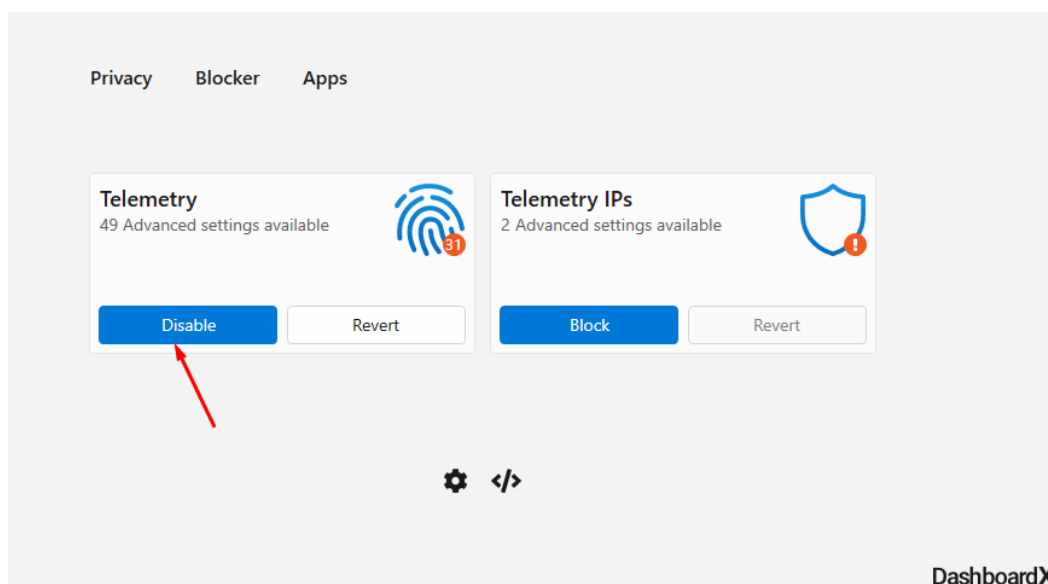 Privacy Blocker Apps
Telemetry
49 Advanced settings available
31
Disable Revert
Telemetry IPs
2 Advanced settings available
!
Block Revert
</>
DashboardX